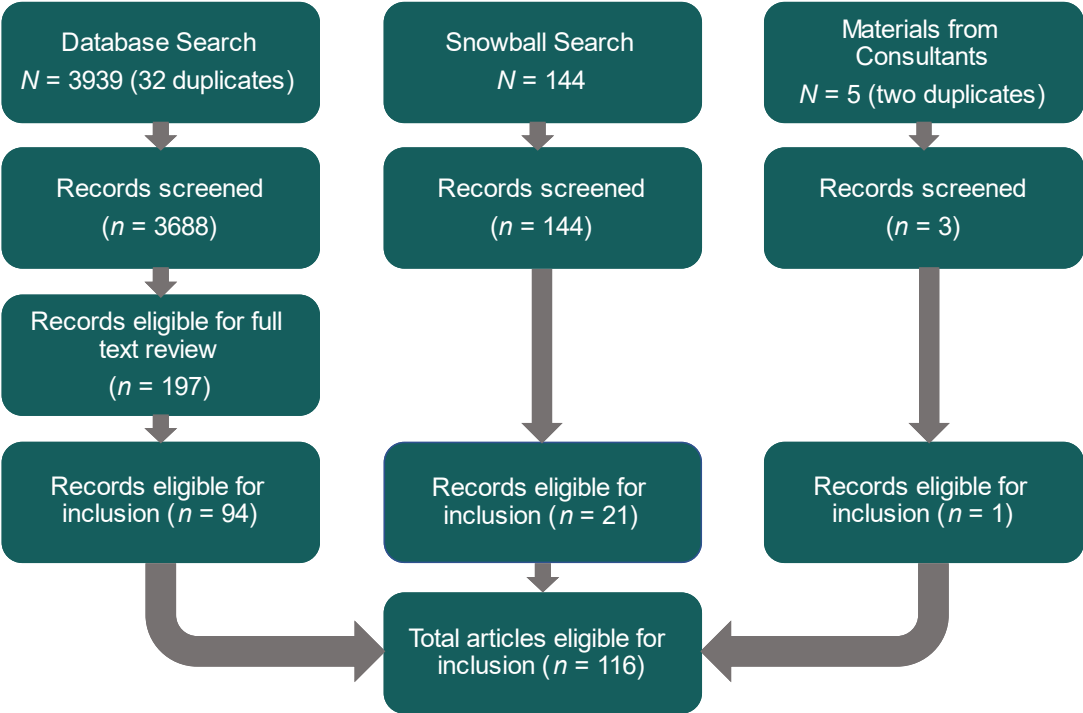 Database Search
N = 3939 (32 duplicates)
Snowball Search
N = 144
Materials from
Consultants
N = 5 (two duplicates)
Records screened
(n = 3688)
Records screened
(n = 144)
Records screened
(n = 3)
Records eligible for full
text review
(n = 197)
Records eligible for
inclusion (n = 94)
Records eligible for
inclusion (n = 21)
Records eligible for
inclusion (n = 1)
Total articles eligible for
inclusion (n = 116)